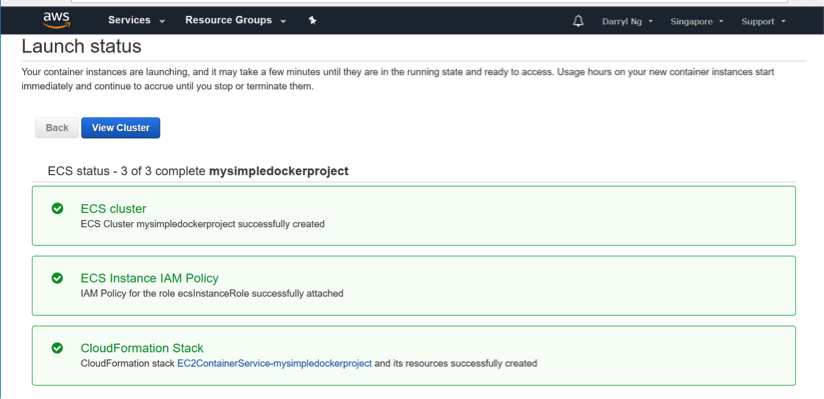 aws
Services
Resource Groups
Darryl Ng
Singapore
Support
Launch status
Your container instances are launching, and it may take a few minutes until they are in the running state and ready to access. Usage hours on your new container instances start
immediately and continue to accrue until you stop or terminate them.
Back
View Cluster
ECS status - 3 of 3 complete mysimpledockerproject
ECS cluster
ECS Cluster mysimpledockerproject successfully created
ECS Instance IAM Policy
IAM Policy for the role ecsInstanceRole successfully attached
CloudFormation Stack
CloudFormation stack EC2ContainerService-mysimpledockerproject and its resources successfully created